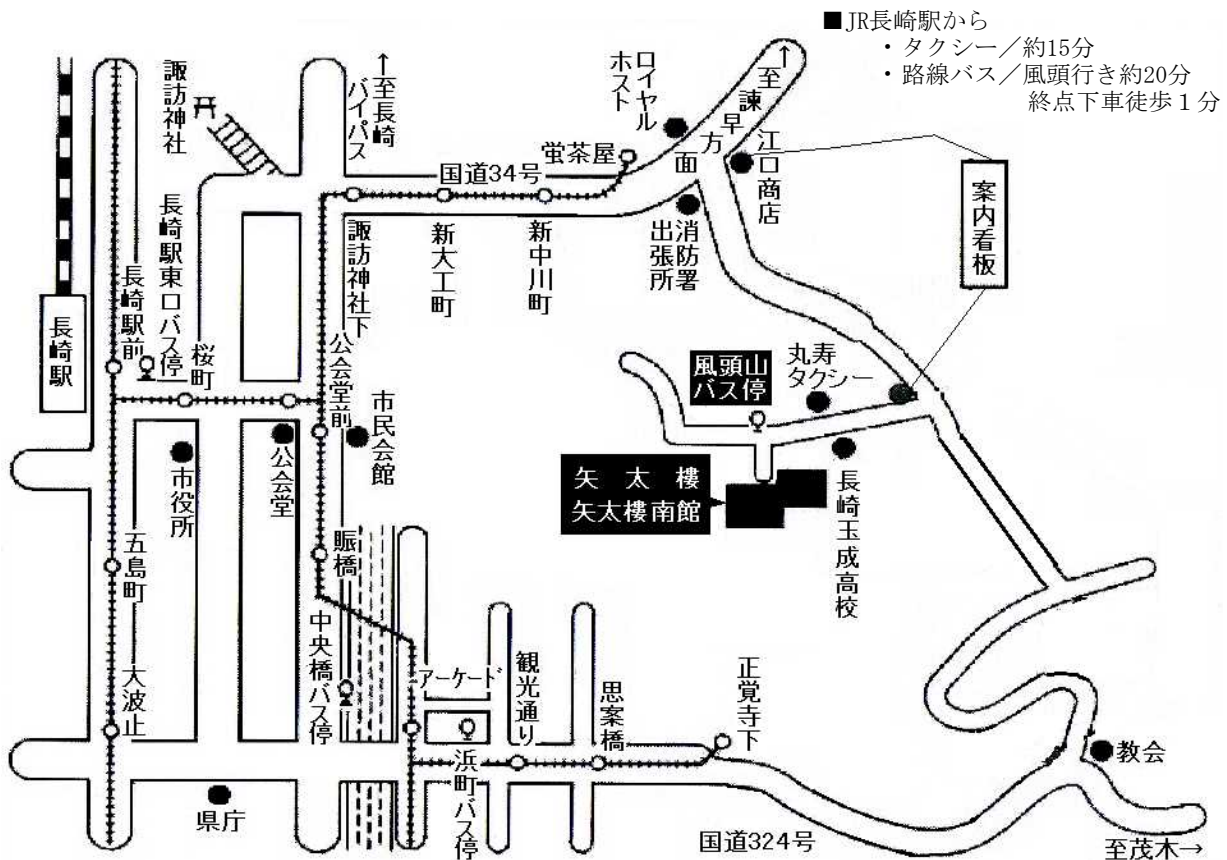 ■JR長崎駅から
・タクシー／約15分
・路線バス／風頭行き約20分
終点下車徒歩１分
諏訪神社
↑至長崎
バイパス
ロイヤル
ホスト
↑至諫早方面
江口商店
案内看板
蛍茶屋
国道34号
消防署
出張所
新中川町
新大工町
諏訪神社下
長崎駅東口バス停
長崎駅前
長崎駅
桜町
公会堂前
市民会館
公会堂
市役所
風頭山
バス停
丸寿
タクシー
矢太樓
矢太樓南館
長崎玉成高校
賑橋
五島町
中央橋バス停
アーケード
観光通り
思案橋
正覚寺下
大波止
浜町バス停
県庁
教会
国道324号
至茂木→